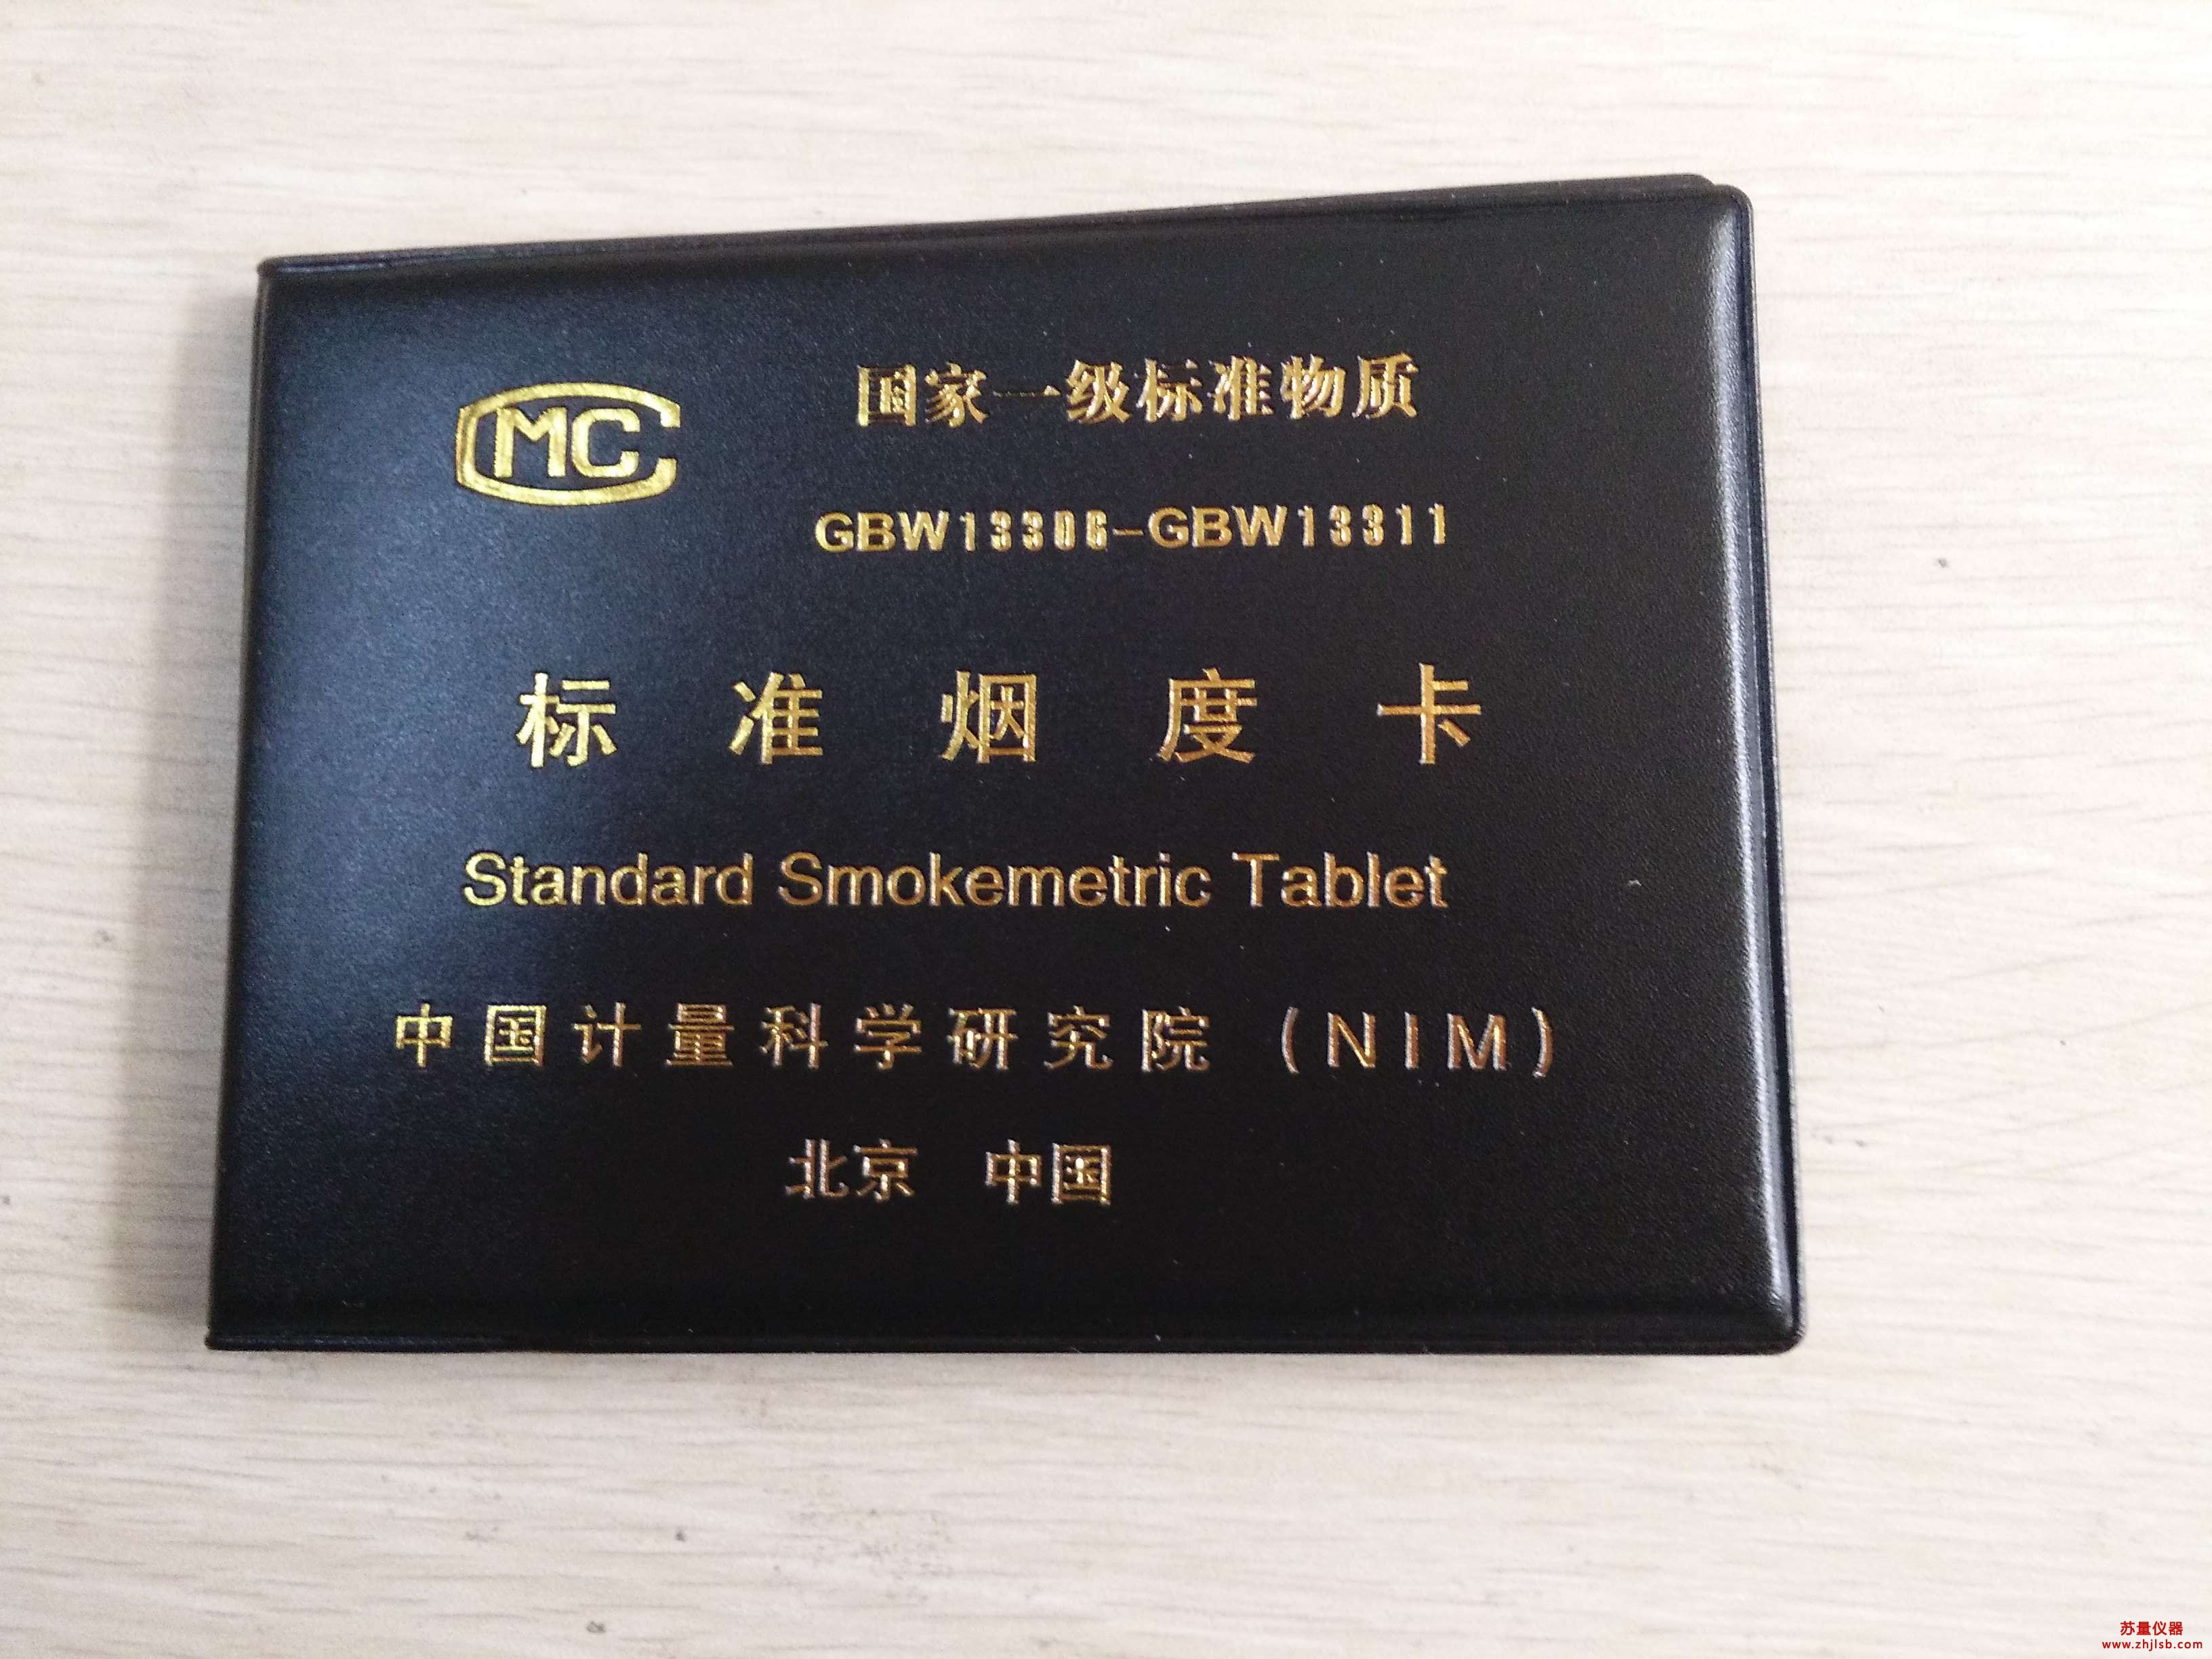 CMC
国家一级标准物质
GBW13306-GBW13311
标准烟度卡
Standard Smokemetric Tablet
中国计量科学研究院（NIM）
北京 中国
苏量仪器
www.zhjlsb.com